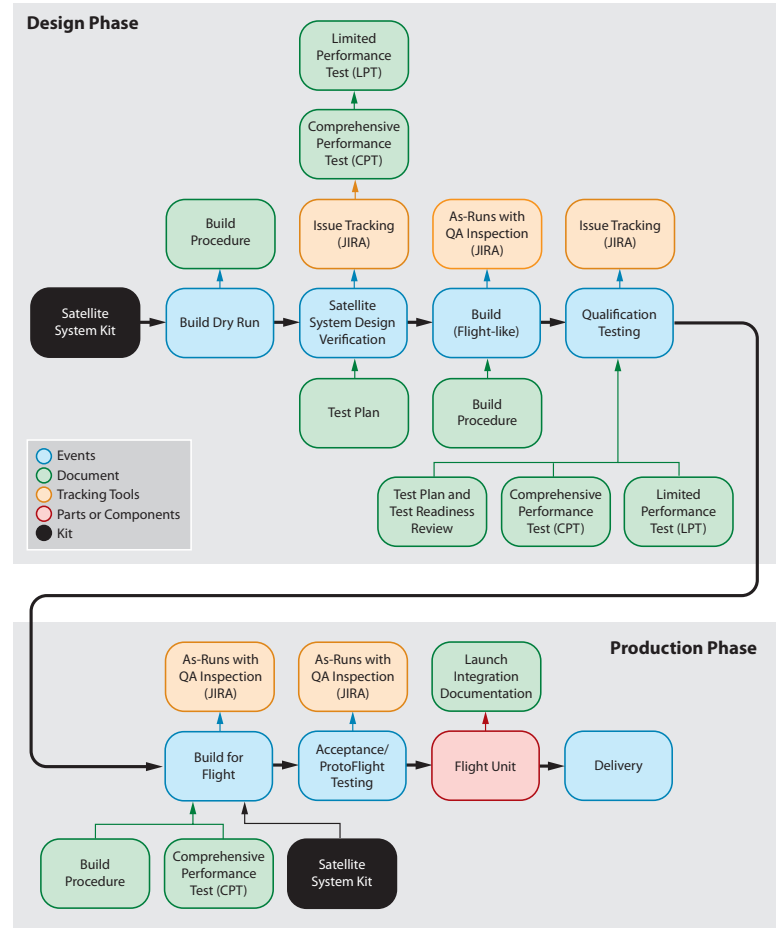 Design Phase
Limited
Performance
Test (LPT)
Comprehensive
Performance
Test (CPT)
Build
Procedure
Issue Tracking
(JIRA)
As-Runs with
QA Inspection
(JIRA)
Issue Tracking
(JIRA)
Satellite
System Kit
Build Dry Run
Satellite
System Design
Verification
Build
(Flight-like)
Qualification
Testing
Test Plan
Build
Procedure
Events
Document
Tracking Tools
Parts or Components
Kit
Test Plan and
Test Readiness
Review
Comprehensive
Performance
Test (CPT)
Limited
Performance
Test (LPT)
Production Phase
As-Runs with
QA Inspection
(JIRA)
As-Runs with
QA Inspection
(JIRA)
Launch
Integration
Documentation
Build for
Flight
Acceptance/
ProtoFlight
Testing
Flight Unit
Delivery
Build
Procedure
Comprehensive
Performance
Test (CPT)
Satellite
System Kit